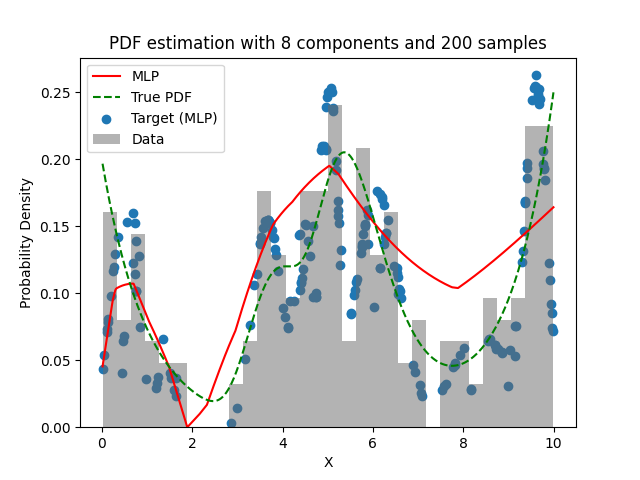 PDF estimation with 8 components and 200 samples
MLP
True PDF
Target (MLP)
Data
Probability Density
0.25
0.20
0.15
0.10
0.05
0.00
0 2 4 6 8 10
X